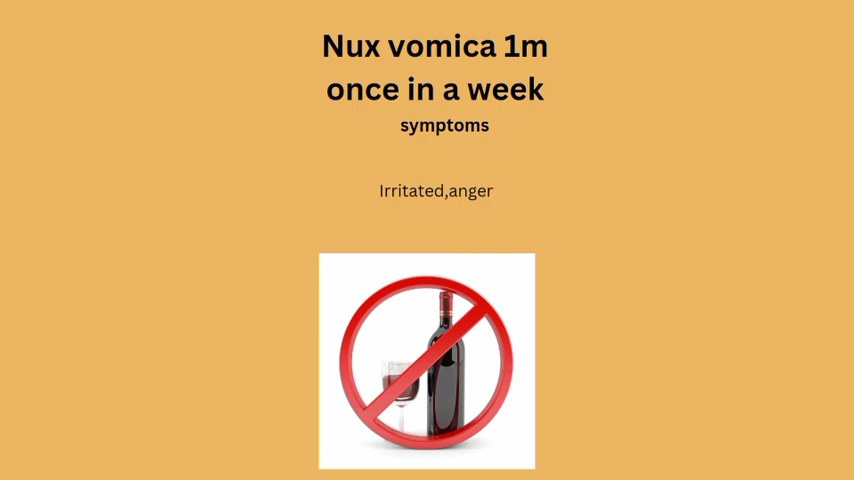 Nux vomica 1m
once in a week
symptoms
Irritated,anger